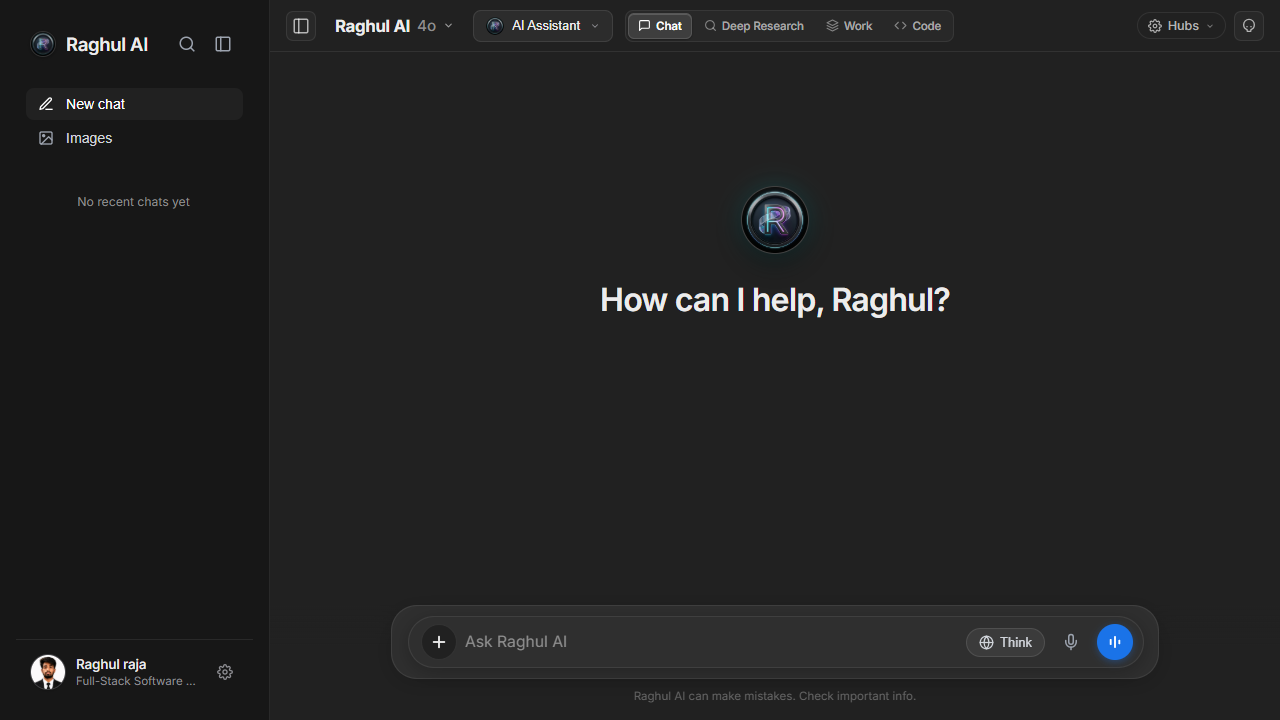 Raghul AI
New chat
Images
No recent chats yet
Raghul raja
Full-Stack Software ...
Raghul AI 4o
AI Assistant
Chat
Deep Research
Work
Code
Hubs
R
How can I help, Raghul?
Ask Raghul AI
Think
Raghul AI can make mistakes. Check important info.